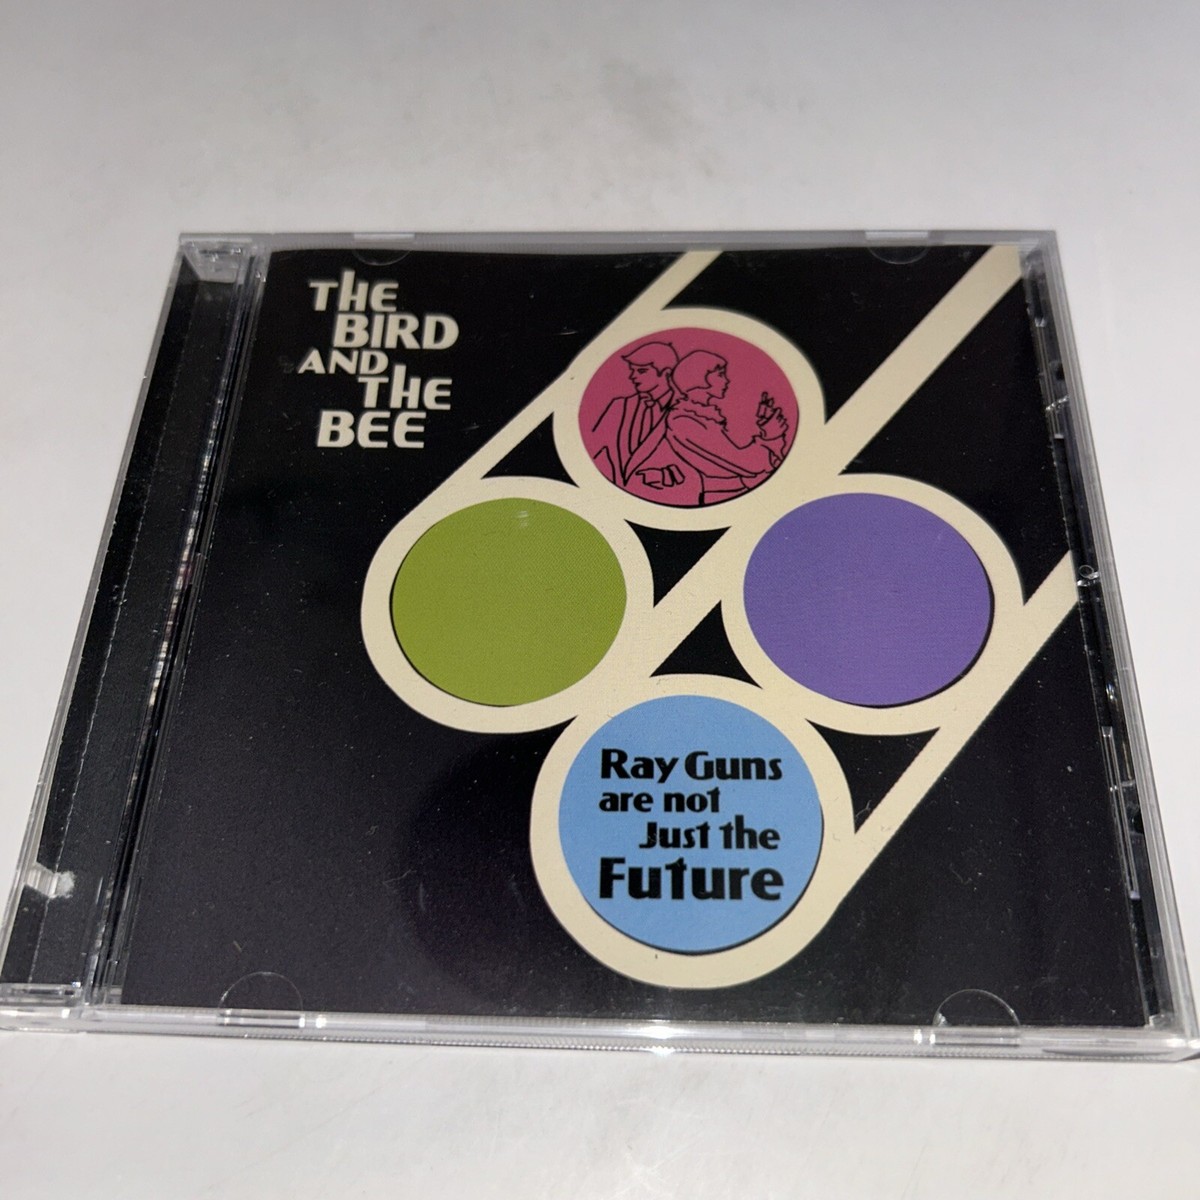 THE
BIRD
AND
THE
BEE
Ray Guns
are not
Just the
Future